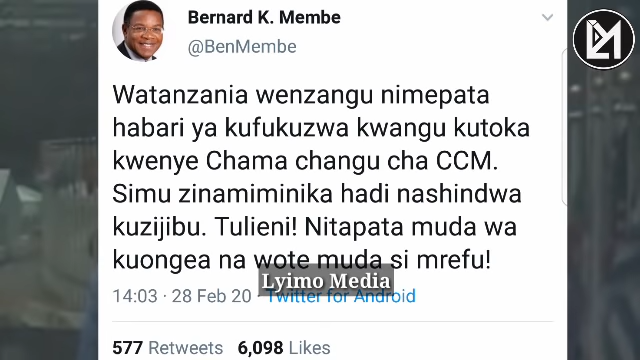 Bernard K. Membe
@BenMembe
LM
Watanzania wenzangu nimepata
habari ya kufukuzwa kwangu kutoka
kwenye Chama changu cha CCM.
Simu zinamiminika hadi nashindwa
kuzijibu. Tulieni! Nitapata muda wa
kuongea na wote muda si mrefu!
Lyimo Media
14:03 · 28 Feb 20 · Twitter for Android
577 Retweets 6,098 Likes